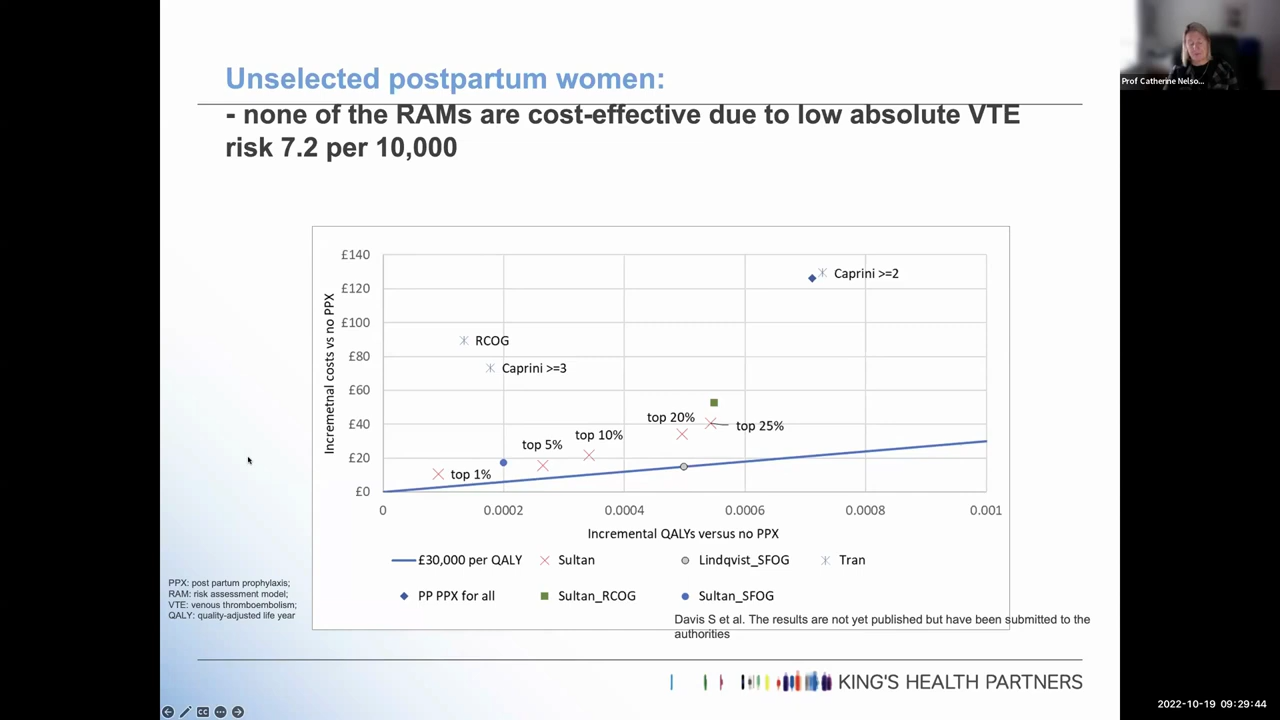 Unselected postpartum women:
- none of the RAMs are cost-effective due to low absolute VTE
risk 7.2 per 10,000
Prof Catherine Nelso...
Incremetnal costs vs no PPX
£140
£120
£100
£80
£60
£40
£20
£0
Caprini >=2
RCOG
Caprini >=3
top 20%
top 25%
top 10%
top 5%
top 1%
0
0.0002
0.0004
0.0006
0.0008
0.001
Incremental QALYs versus no PPX
£30,000 per QALY
Sultan
Lindqvist_SFOG
Tran
PP PPX for all
Sultan_RCOG
Sultan_SFOG
PPX: post partum prophylaxis;
RAM: risk assessment model;
VTE: venous thromboembolism;
QALY: quality-adjusted life year
Davis S et al. The results are not yet published but have been submitted to the
authorities
KING'S HEALTH PARTNERS
CC
2022-10-19 09:29:44